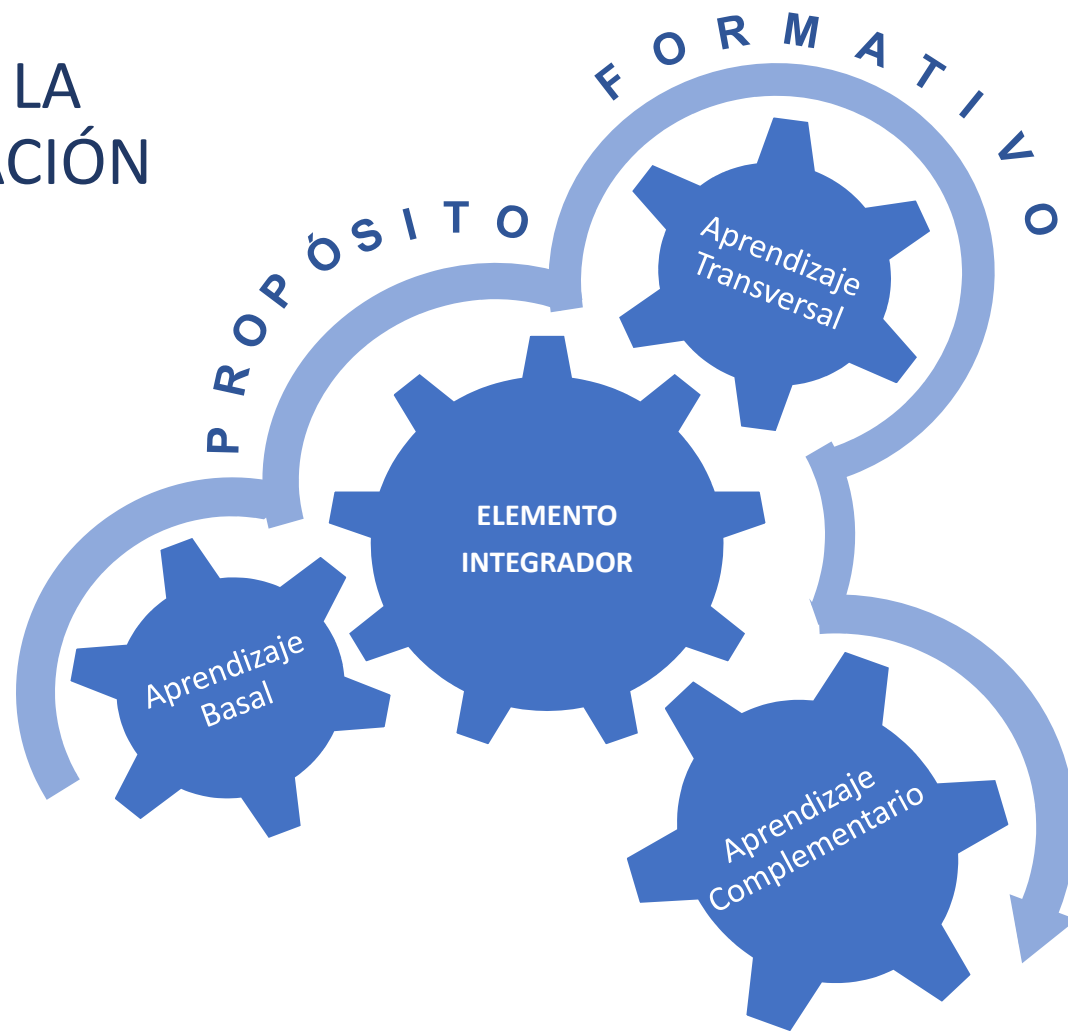 LA
ACIÓN
PROPÓSITO
FORMATIVO
Aprendizaje
Transversal
ELEMENTO
INTEGRADOR
Aprendizaje
Basal
Aprendizaje
Complementario